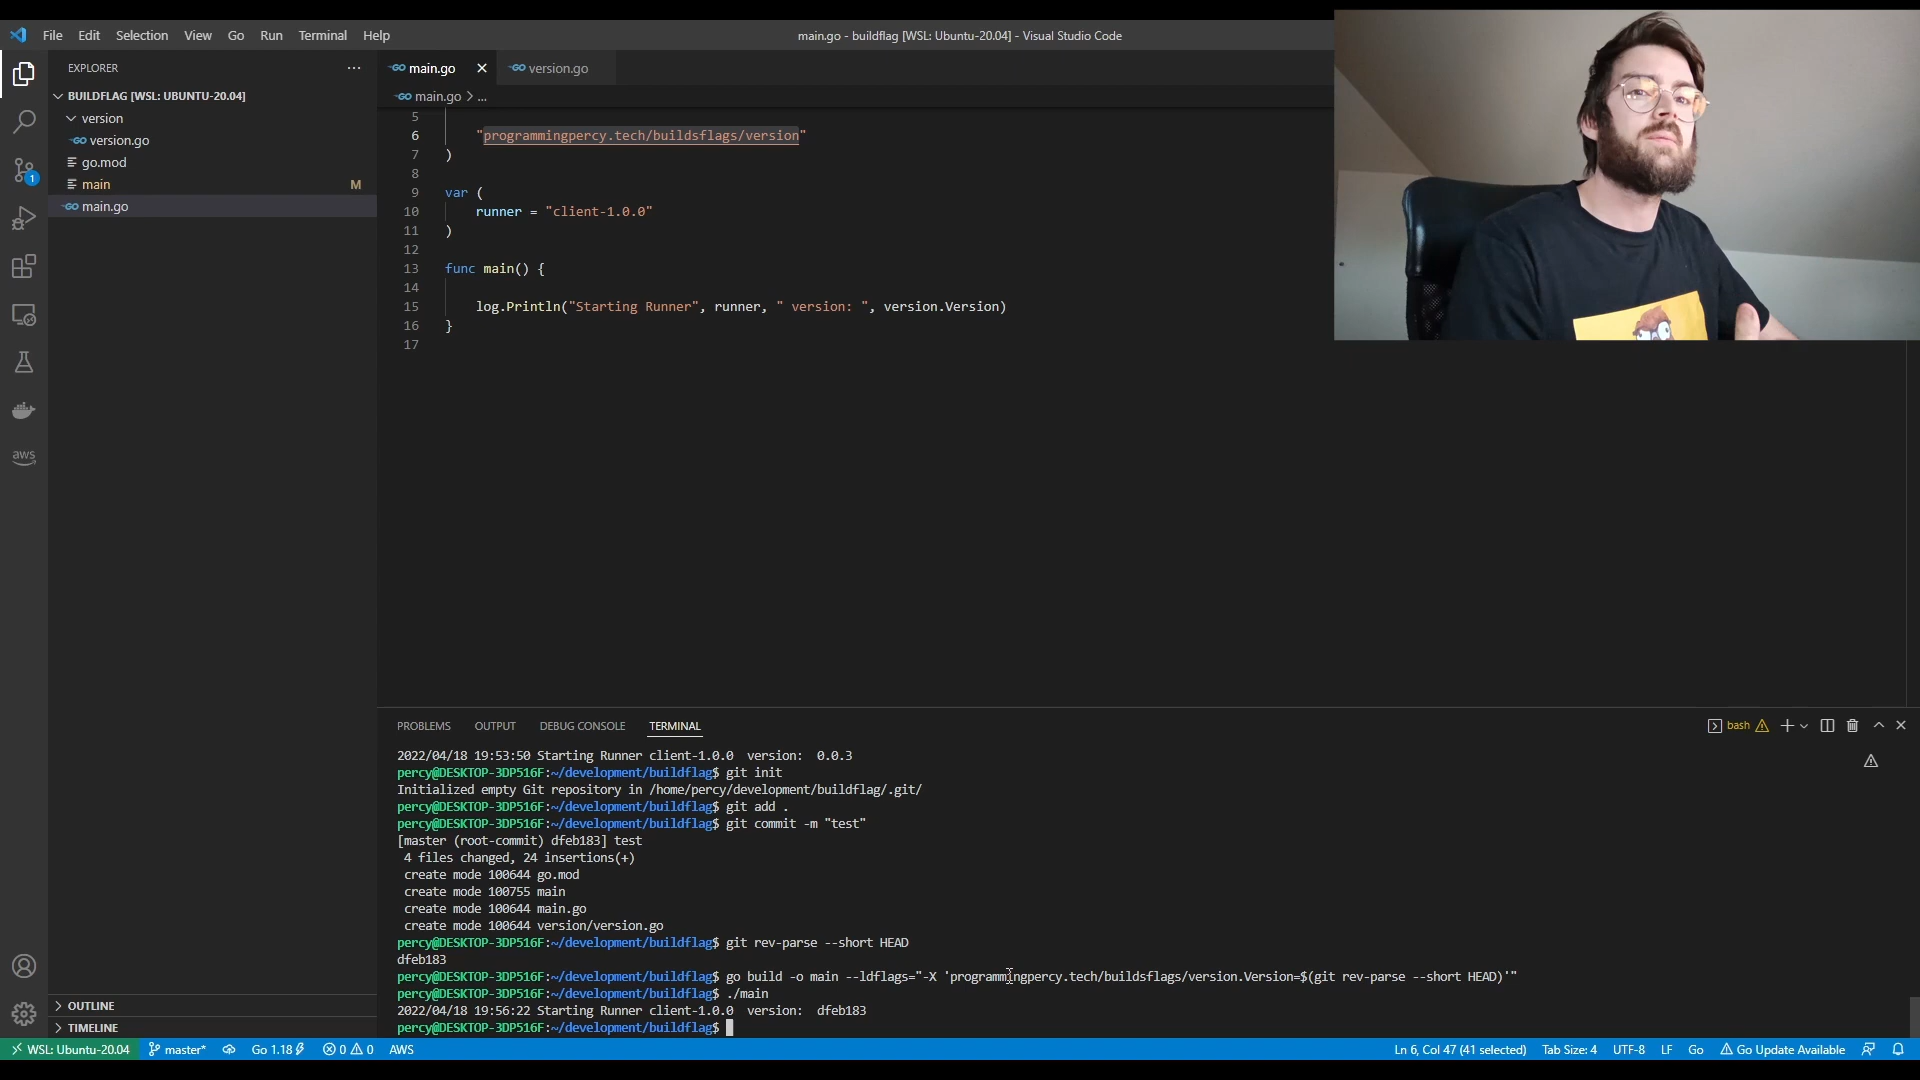 File Edit Selection View Go Run Terminal Help
main.go - buildflag [WSL: Ubuntu-20.04] - Visual Studio Code
EXPLORER
BUILDFLAG [WSL: UBUNTU-20.04]
version
version.go
go.mod
main M
main.go
OUTLINE
TIMELINE
1
aws
main.go version.go
main.go > ...
5
6 "programmingpercy.tech/buildsflags/version"
7 )
8
9 var (
10 runner = "client-1.0.0"
11 )
12
13 func main() {
14
15 log.Println("Starting Runner", runner, " version: ", version.Version)
16 }
17
PROBLEMS OUTPUT DEBUG CONSOLE TERMINAL
bash
2022/04/18 19:53:50 Starting Runner client-1.0.0 version: 0.0.3
percy@DESKTOP-3DP516F:~/development/buildflag$ git init
Initialized empty Git repository in /home/percy/development/buildflag/.git/
percy@DESKTOP-3DP516F:~/development/buildflag$ git add .
percy@DESKTOP-3DP516F:~/development/buildflag$ git commit -m "test"
[master (root-commit) dfeb183] test
4 files changed, 24 insertions(+)
create mode 100644 go.mod
create mode 100755 main
create mode 100644 main.go
create mode 100644 version/version.go
percy@DESKTOP-3DP516F:~/development/buildflag$ git rev-parse --short HEAD
dfeb183
percy@DESKTOP-3DP516F:~/development/buildflag$ go build -o main --ldflags="-X 'programmingpercy.tech/buildsflags/version.Version=$(git rev-parse --short HEAD)'"
percy@DESKTOP-3DP516F:~/development/buildflag$ ./main
2022/04/18 19:56:22 Starting Runner client-1.0.0 version: dfeb183
percy@DESKTOP-3DP516F:~/development/buildflag$
WSL: Ubuntu-20.04 master* Go 1.18 0 0 AWS
Ln 6, Col 47 (41 selected) Tab Size: 4 UTF-8 LF Go Go Update Available